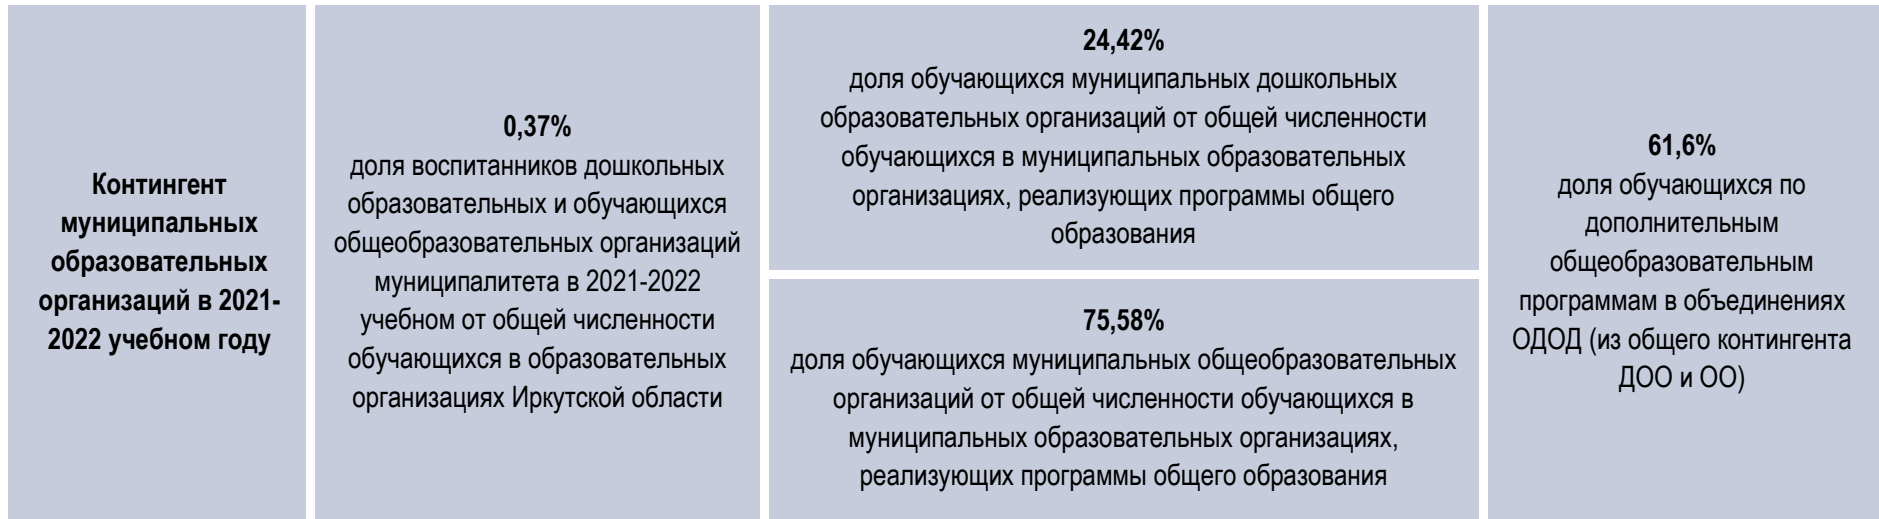 Контингент
муниципальных
образовательных
организаций в 2021-
2022 учебном году
0,37%
доля воспитанников дошкольных
образовательных и обучающихся
общеобразовательных организаций
муниципалитета в 2021-2022
учебном от общей численности
обучающихся в образовательных
организациях Иркутской области
24,42%
доля обучающихся муниципальных дошкольных
образовательных организаций от общей численности
обучающихся в муниципальных образовательных
организациях, реализующих программы общего
образования
75,58%
доля обучающихся муниципальных общеобразовательных
организаций от общей численности обучающихся в
муниципальных образовательных организациях,
реализующих программы общего образования
61,6%
доля обучающихся по
дополнительным
общеобразовательным
программам в объединениях
ОДОД (из общего контингента
ДОО и ОО)